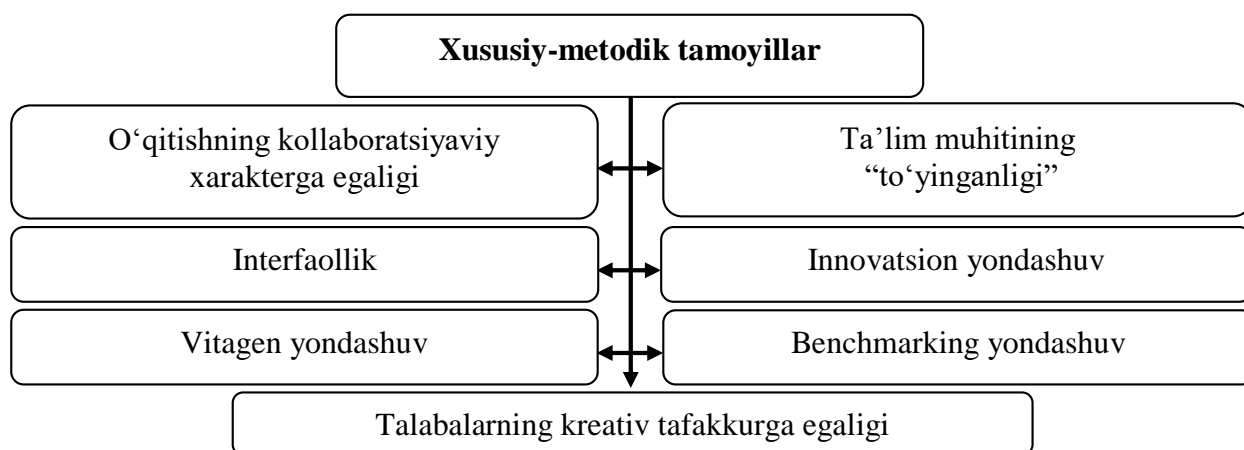 Xususiy-metodik tamoyillar
O‘qitishning kollaboratsiyaviy
xarakterga egaligi
Ta’lim muhitining
“to‘yinganligi”
Interfaollik
Innovatsion yondashuv
Vitagen yondashuv
Benchmarking yondashuv
Talabalarning kreativ tafakkurga egaligi